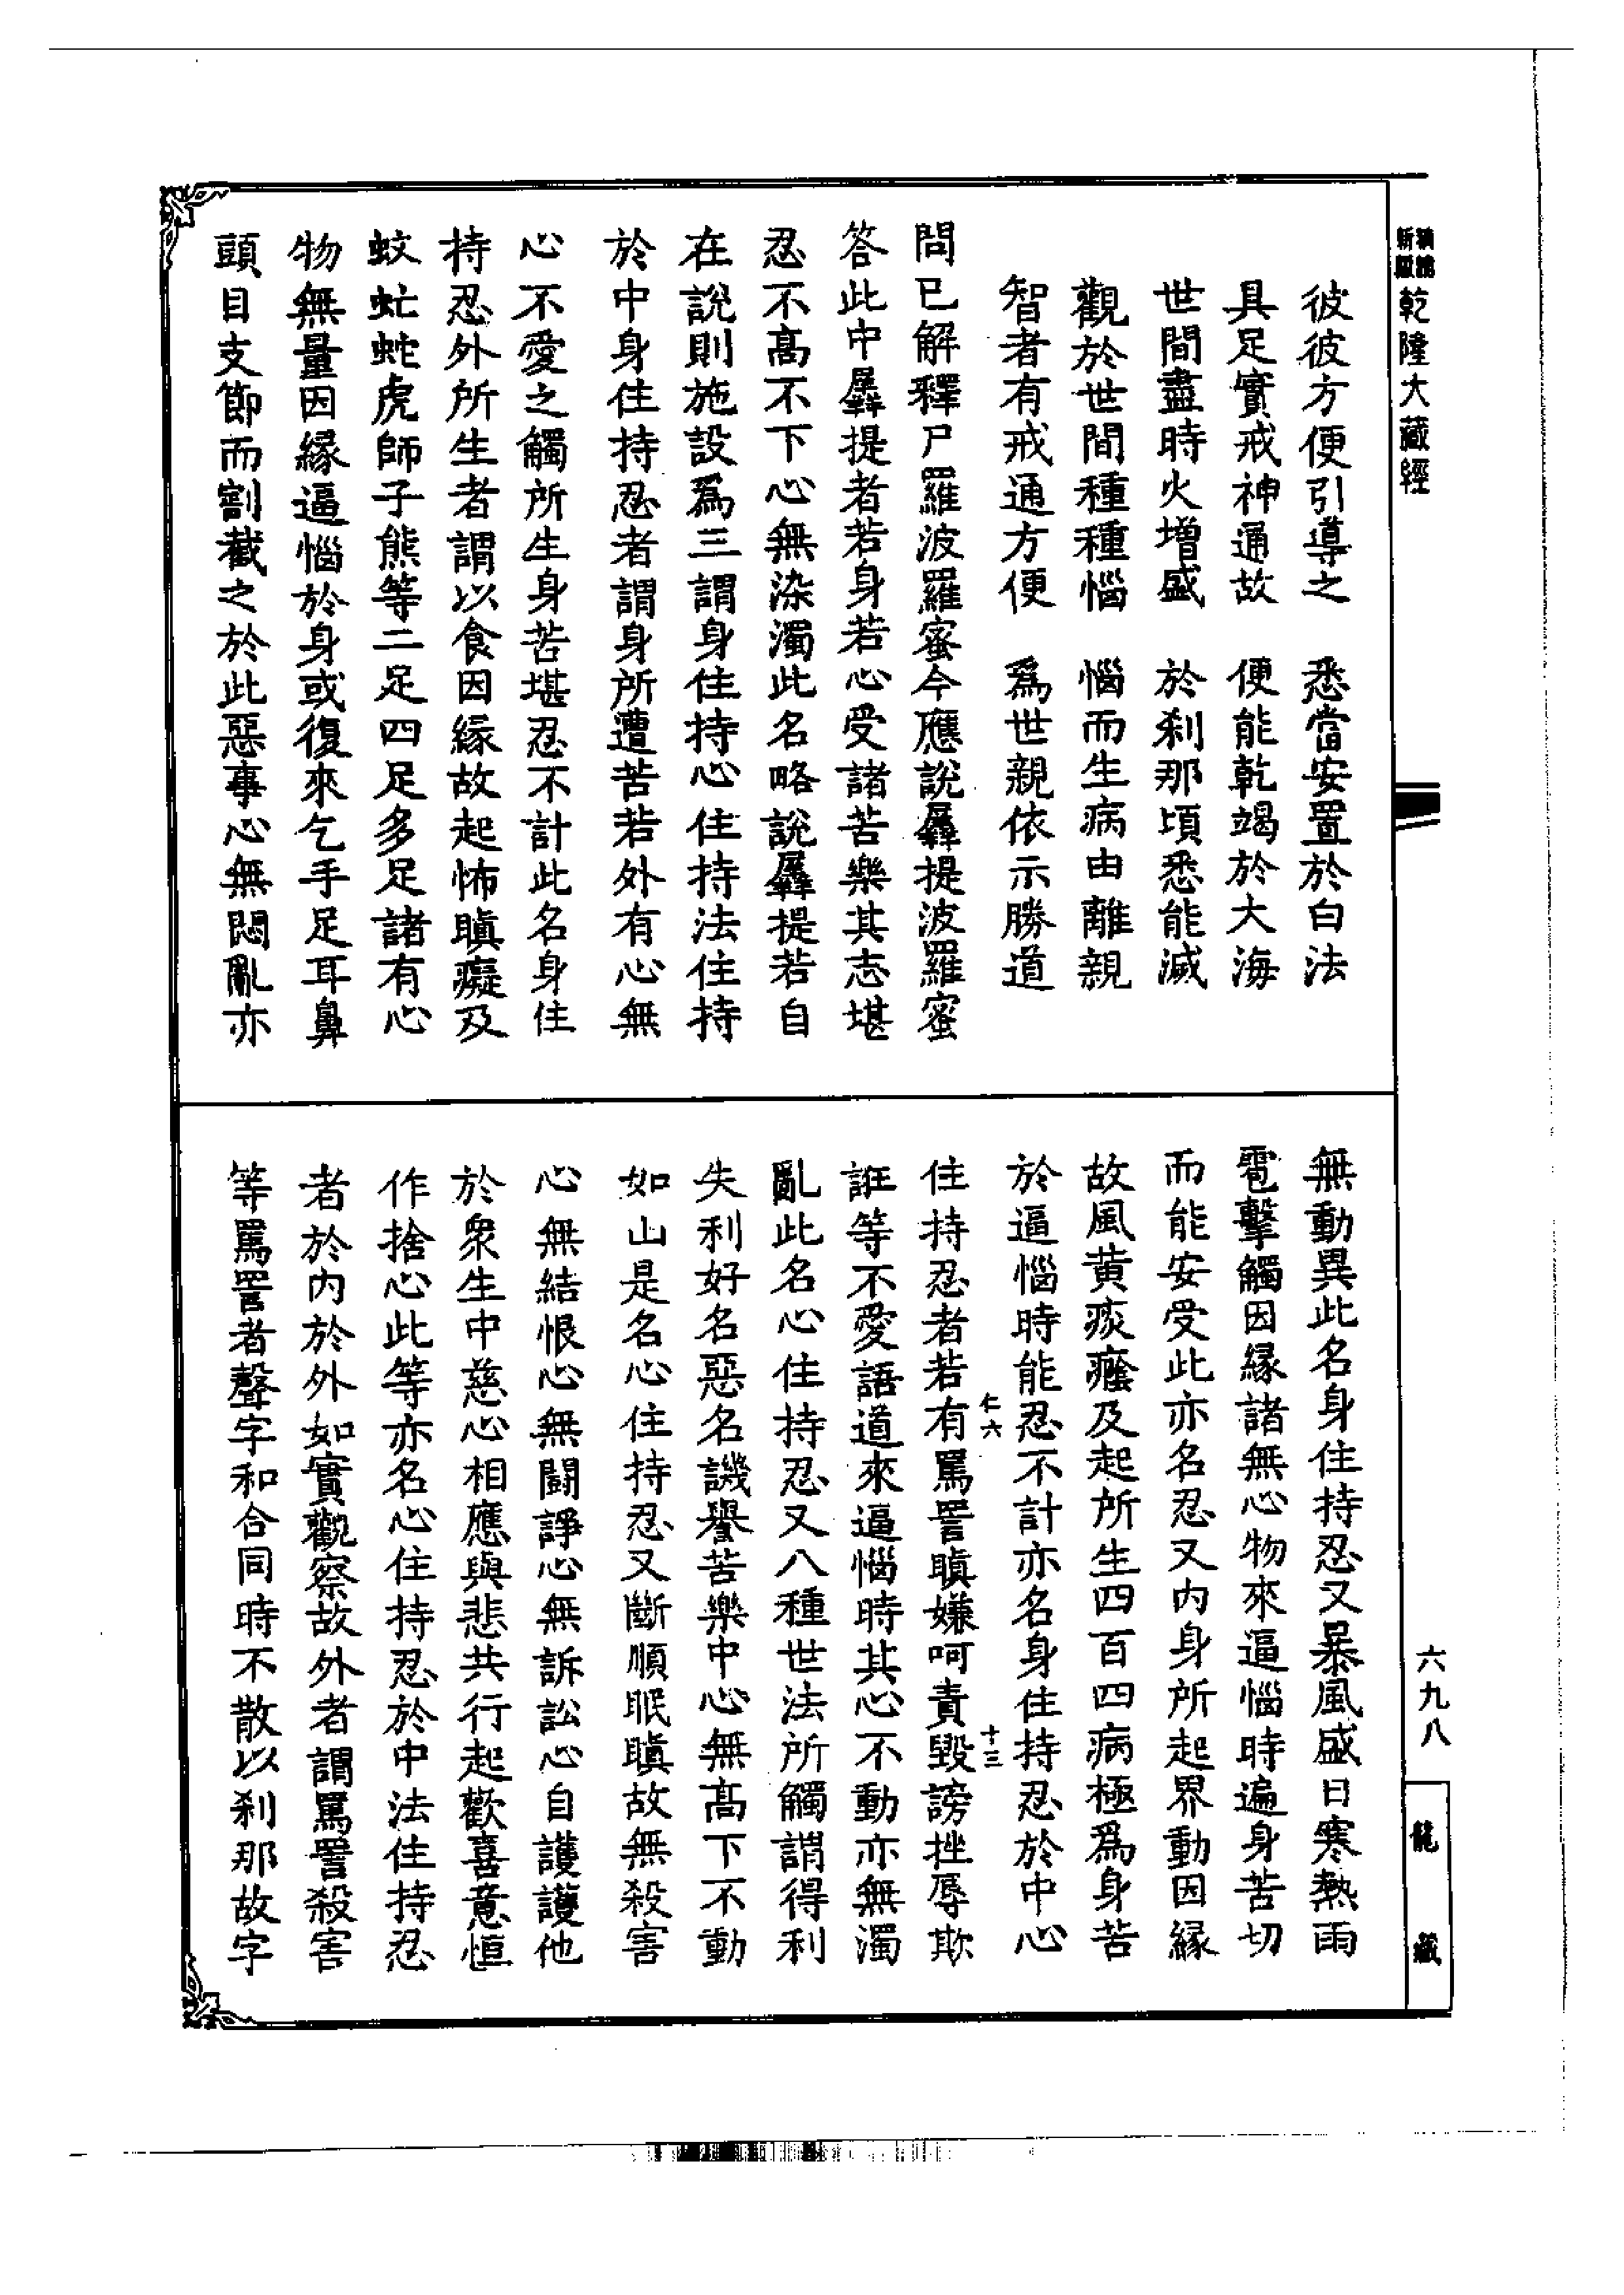 乾隆大藏經
彼彼方便引導之　悉當安置於白法
具足實戒神通故　便能乾竭於大海
世間盡時火增盛　於刹那頃悉能滅
觀於世間種種惱　惱而生病由離親
智者有戒通方便　爲世親依示勝道
問已解釋尸羅波羅蜜今應說羼提波羅蜜
答此中羼提者若身若心受諸苦樂其志堪
忍不高不下心無染濁此名略說羼提若自
在說則施設爲三謂身住持心住持法住持
於中身住持忍者謂身所遭苦若外有心無
心不愛之觸所生身苦堪忍不計此名身住
持忍外所生者謂以食因緣故起怖瞋癡及
蚊虻蛇虎師子熊等二足四足多足諸有心
物無量因緣逼惱於身或復來乞手足耳鼻
頭目支節而割截之於此惡事心無悶亂亦
無動異此名身住持忍又暴風盛日寒熱雨
雹擊觸因緣諸無心物來逼惱時遍身苦切
而能安受此亦名忍又內身所起界動因緣
故風黃痰癊及起所生四百四病極爲身苦
於逼惱時能忍不計亦名身住持忍於中心
仁六
十三
住持忍者若有罵詈瞋嫌呵責毀謗挫辱欺
誑等不愛語道來逼惱時其心不動亦無濁
亂此名心住持忍又八種世法所觸謂得利
失利好名惡名譏譽苦樂中心無高下不動
如山是名心住持忍又斷順眠瞋故無殺害
心無結恨心無鬪諍心無訴訟心自護護他
於衆生中慈心相應與悲共行起歡喜意恒
作捨心此等亦名心住持忍於中法住持忍
者於內於外如實觀察故外者謂罵詈殺害
等罵詈者聲字和合同時不散以刹那故字
六九八
龍藏